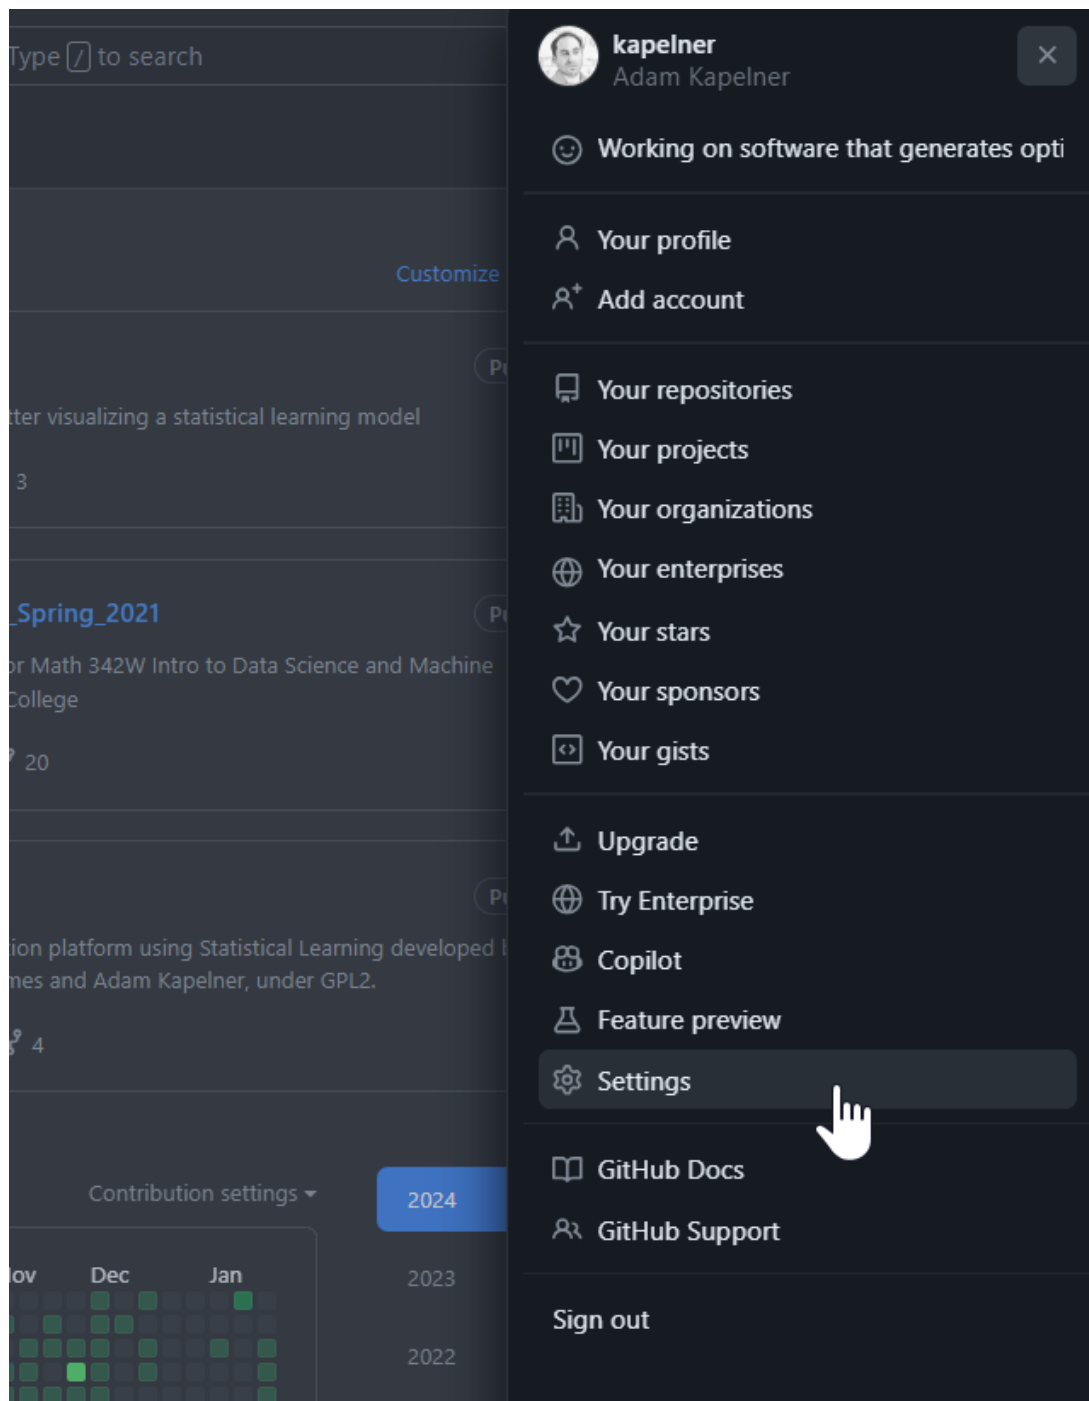 Type / to search
Customize
tter visualizing a statistical learning model
3
_Spring_2021
or Math 342W Intro to Data Science and Machine
College
20
ion platform using Statistical Learning developed
mes and Adam Kapelner, under GPL2.
4
Contribution settings
2024
2023
2022
Nov Dec Jan
kapelner
Adam Kapelner
Working on software that generates opti
Your profile
Add account
Your repositories
Your projects
Your organizations
Your enterprises
Your stars
Your sponsors
Your gists
Upgrade
Try Enterprise
Copilot
Feature preview
Settings
GitHub Docs
GitHub Support
Sign out